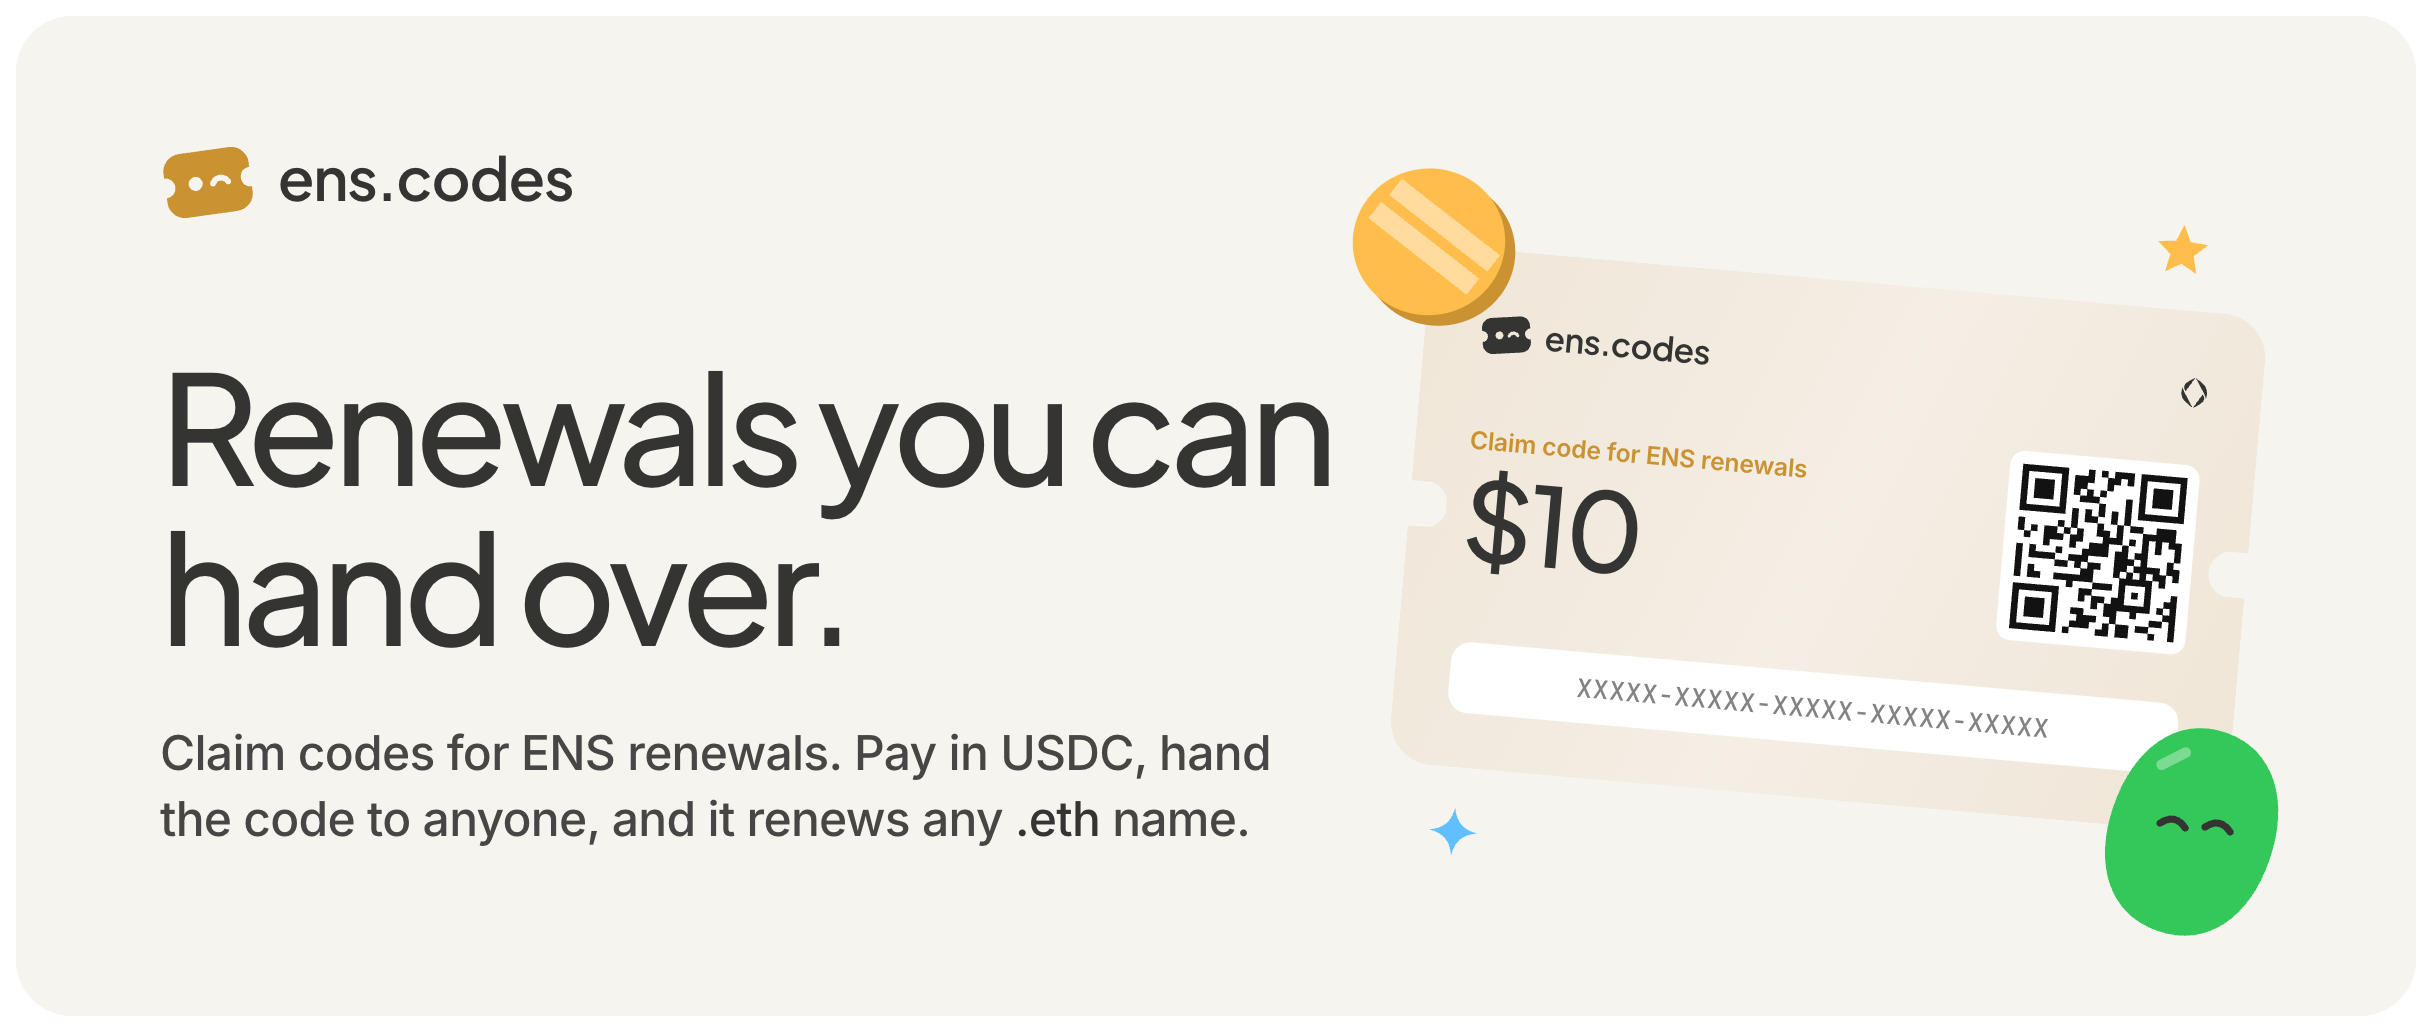 ens.codes
Renewals you can
hand over.
Claim codes for ENS renewals. Pay in USDC, hand
the code to anyone, and it renews any .eth name.
ens.codes
Claim code for ENS renewals
$10
XXXXX-XXXXX-XXXXX-XXXXX-XXXXX